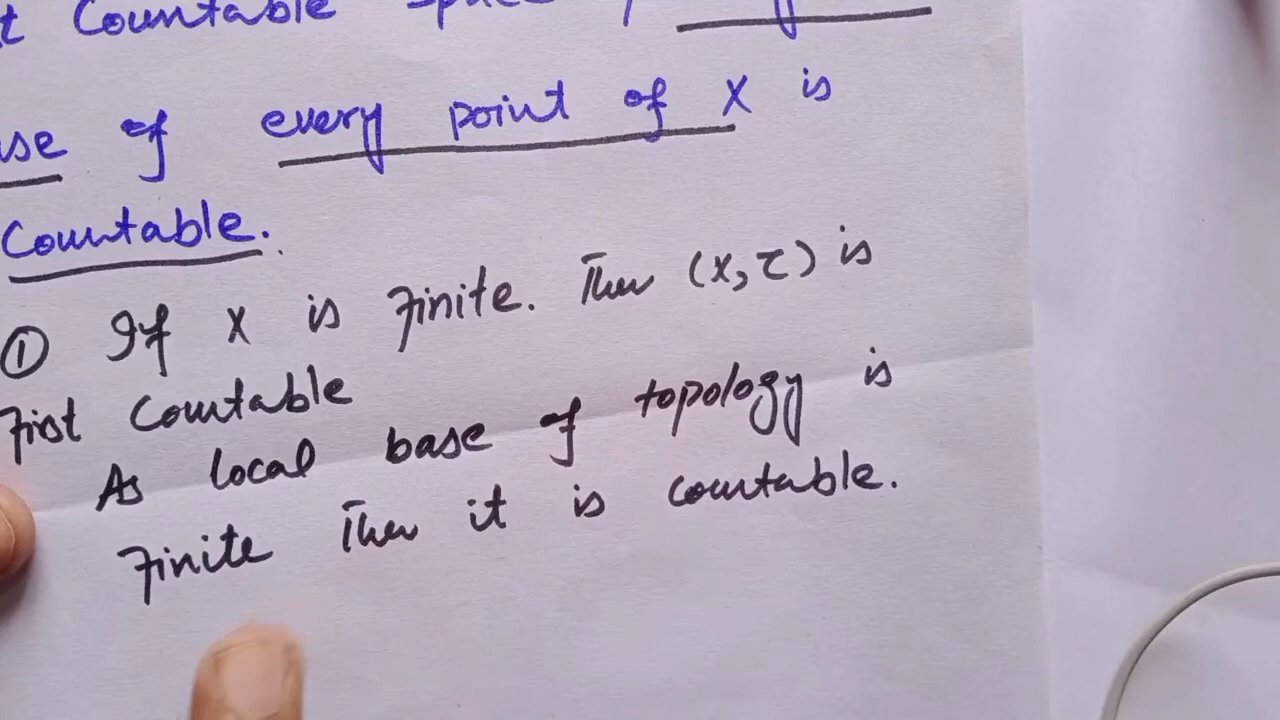 t Countable
se of every point of X is
Countable.
① If X is finite. Then (X, τ) is
First Countable
As local base of topology is
finite Then it is countable.